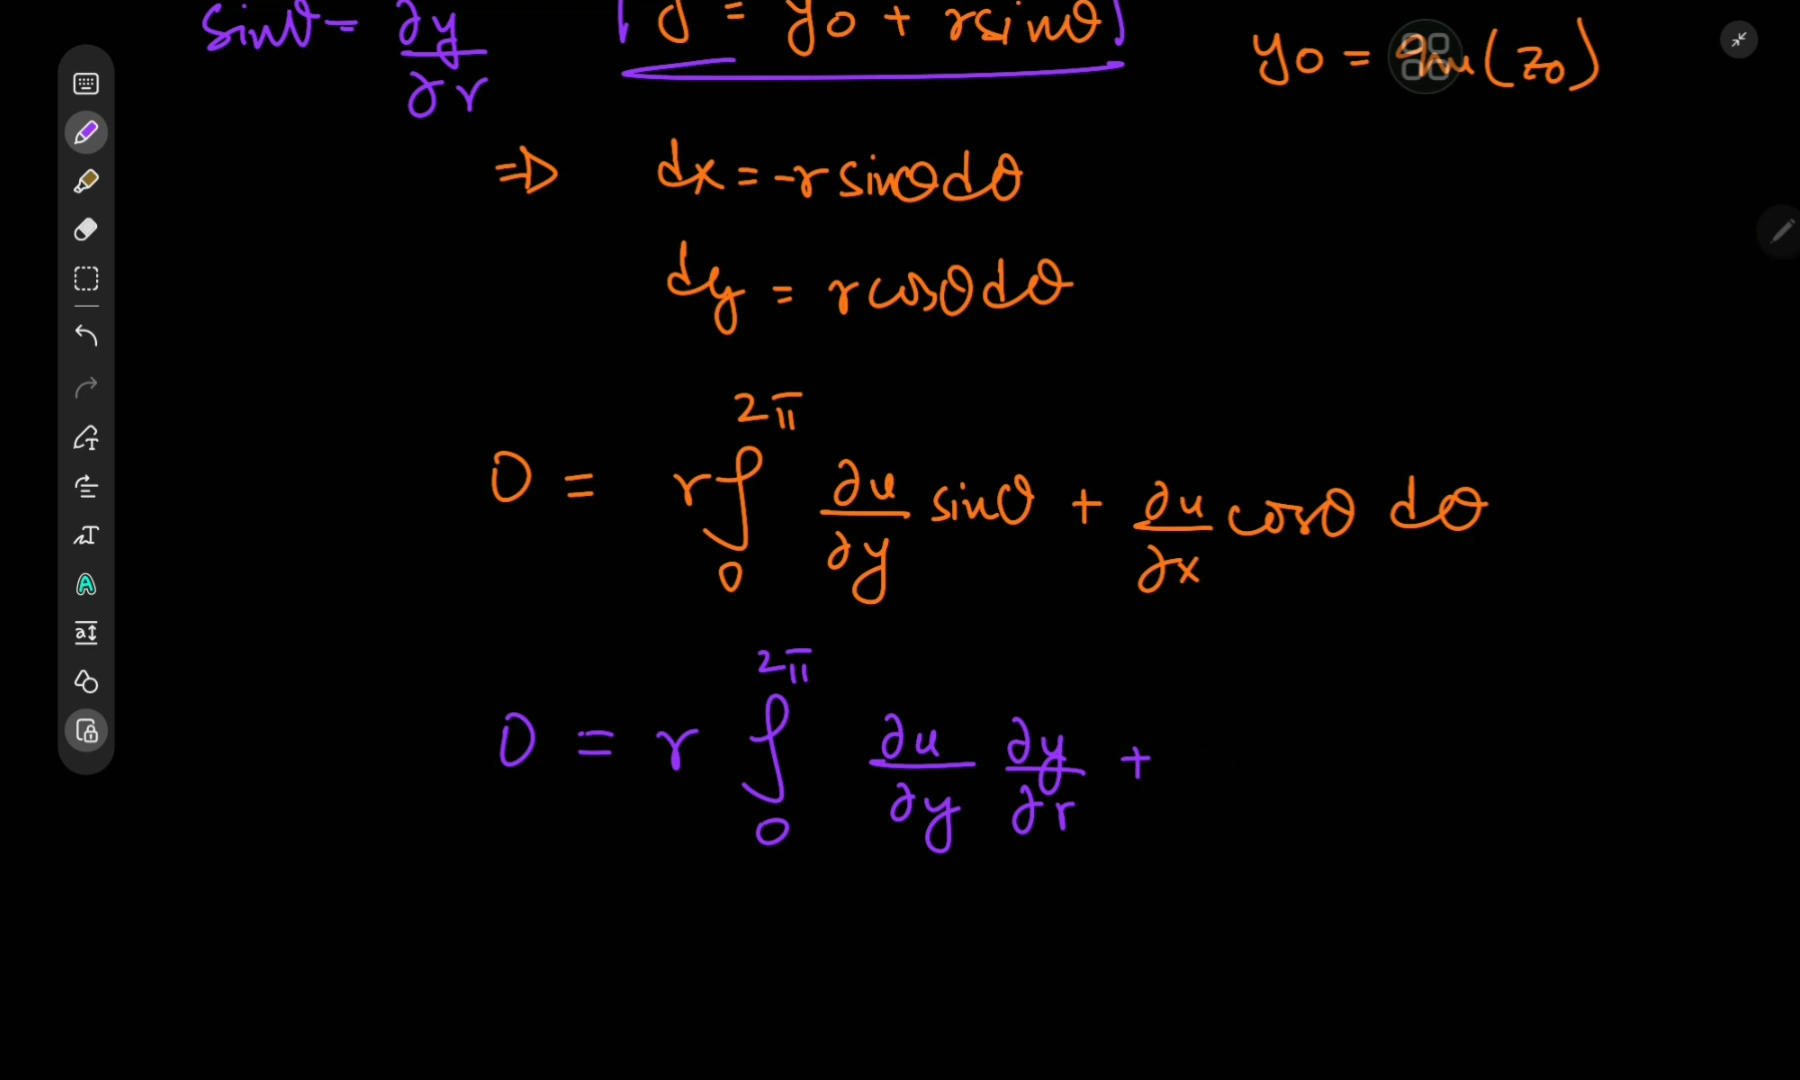 sinθ = ∂y/∂r
y = y₀ + r sinθ
y₀ = Im(z₀)
⇒ dx = -r sinθ dθ
dy = r cosθ dθ
0 = r ∫₀^2π ∂u/∂y sinθ + ∂u/∂x cosθ dθ
0 = r ∫₀^2π ∂u/∂y ∂y/∂r +